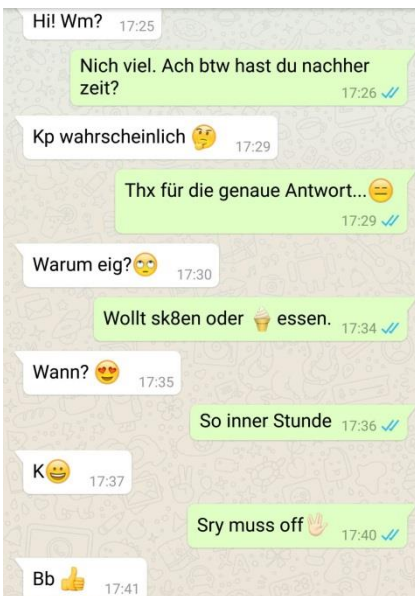 Hi! Wm? 17:25
Nich viel. Ach btw hast du nachher
zeit? 17:26
Kp wahrscheinlich 🤔 17:29
Thx für die genaue Antwort...😑
17:29
Warum eig?🙄 17:30
Wollt sk8en oder 🍦 essen. 17:34
Wann? 😍 17:35
So inner Stunde 17:36
K😀 17:37
Sry muss off🖖🏻 17:40
Bb 👍 17:41